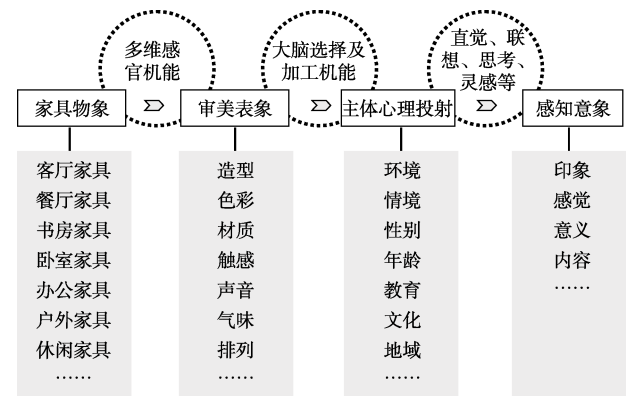 多维感
官机能
大脑选择及
加工机能
直觉、联
想、思考、
灵感等
家具物象
审美表象
主体心理投射
感知意象
客厅家具
餐厅家具
书房家具
卧室家具
办公家具
户外家具
休闲家具
……
造型
色彩
材质
触感
声音
气味
排列
……
环境
情境
性别
年龄
教育
文化
地域
……
印象
感觉
意义
内容
……